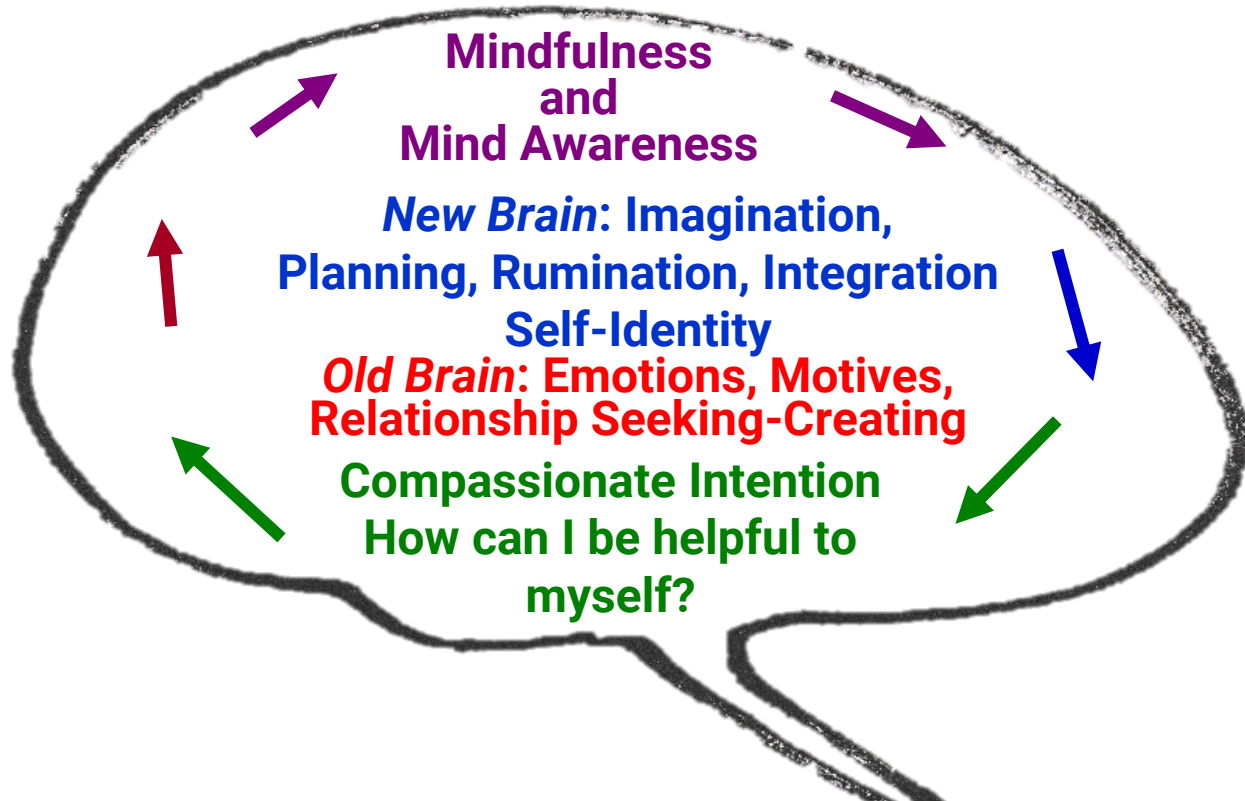 Mindfulness
and
Mind Awareness
New Brain: Imagination,
Planning, Rumination, Integration
Self-Identity
Old Brain: Emotions, Motives,
Relationship Seeking-Creating
Compassionate Intention
How can I be helpful to
myself?